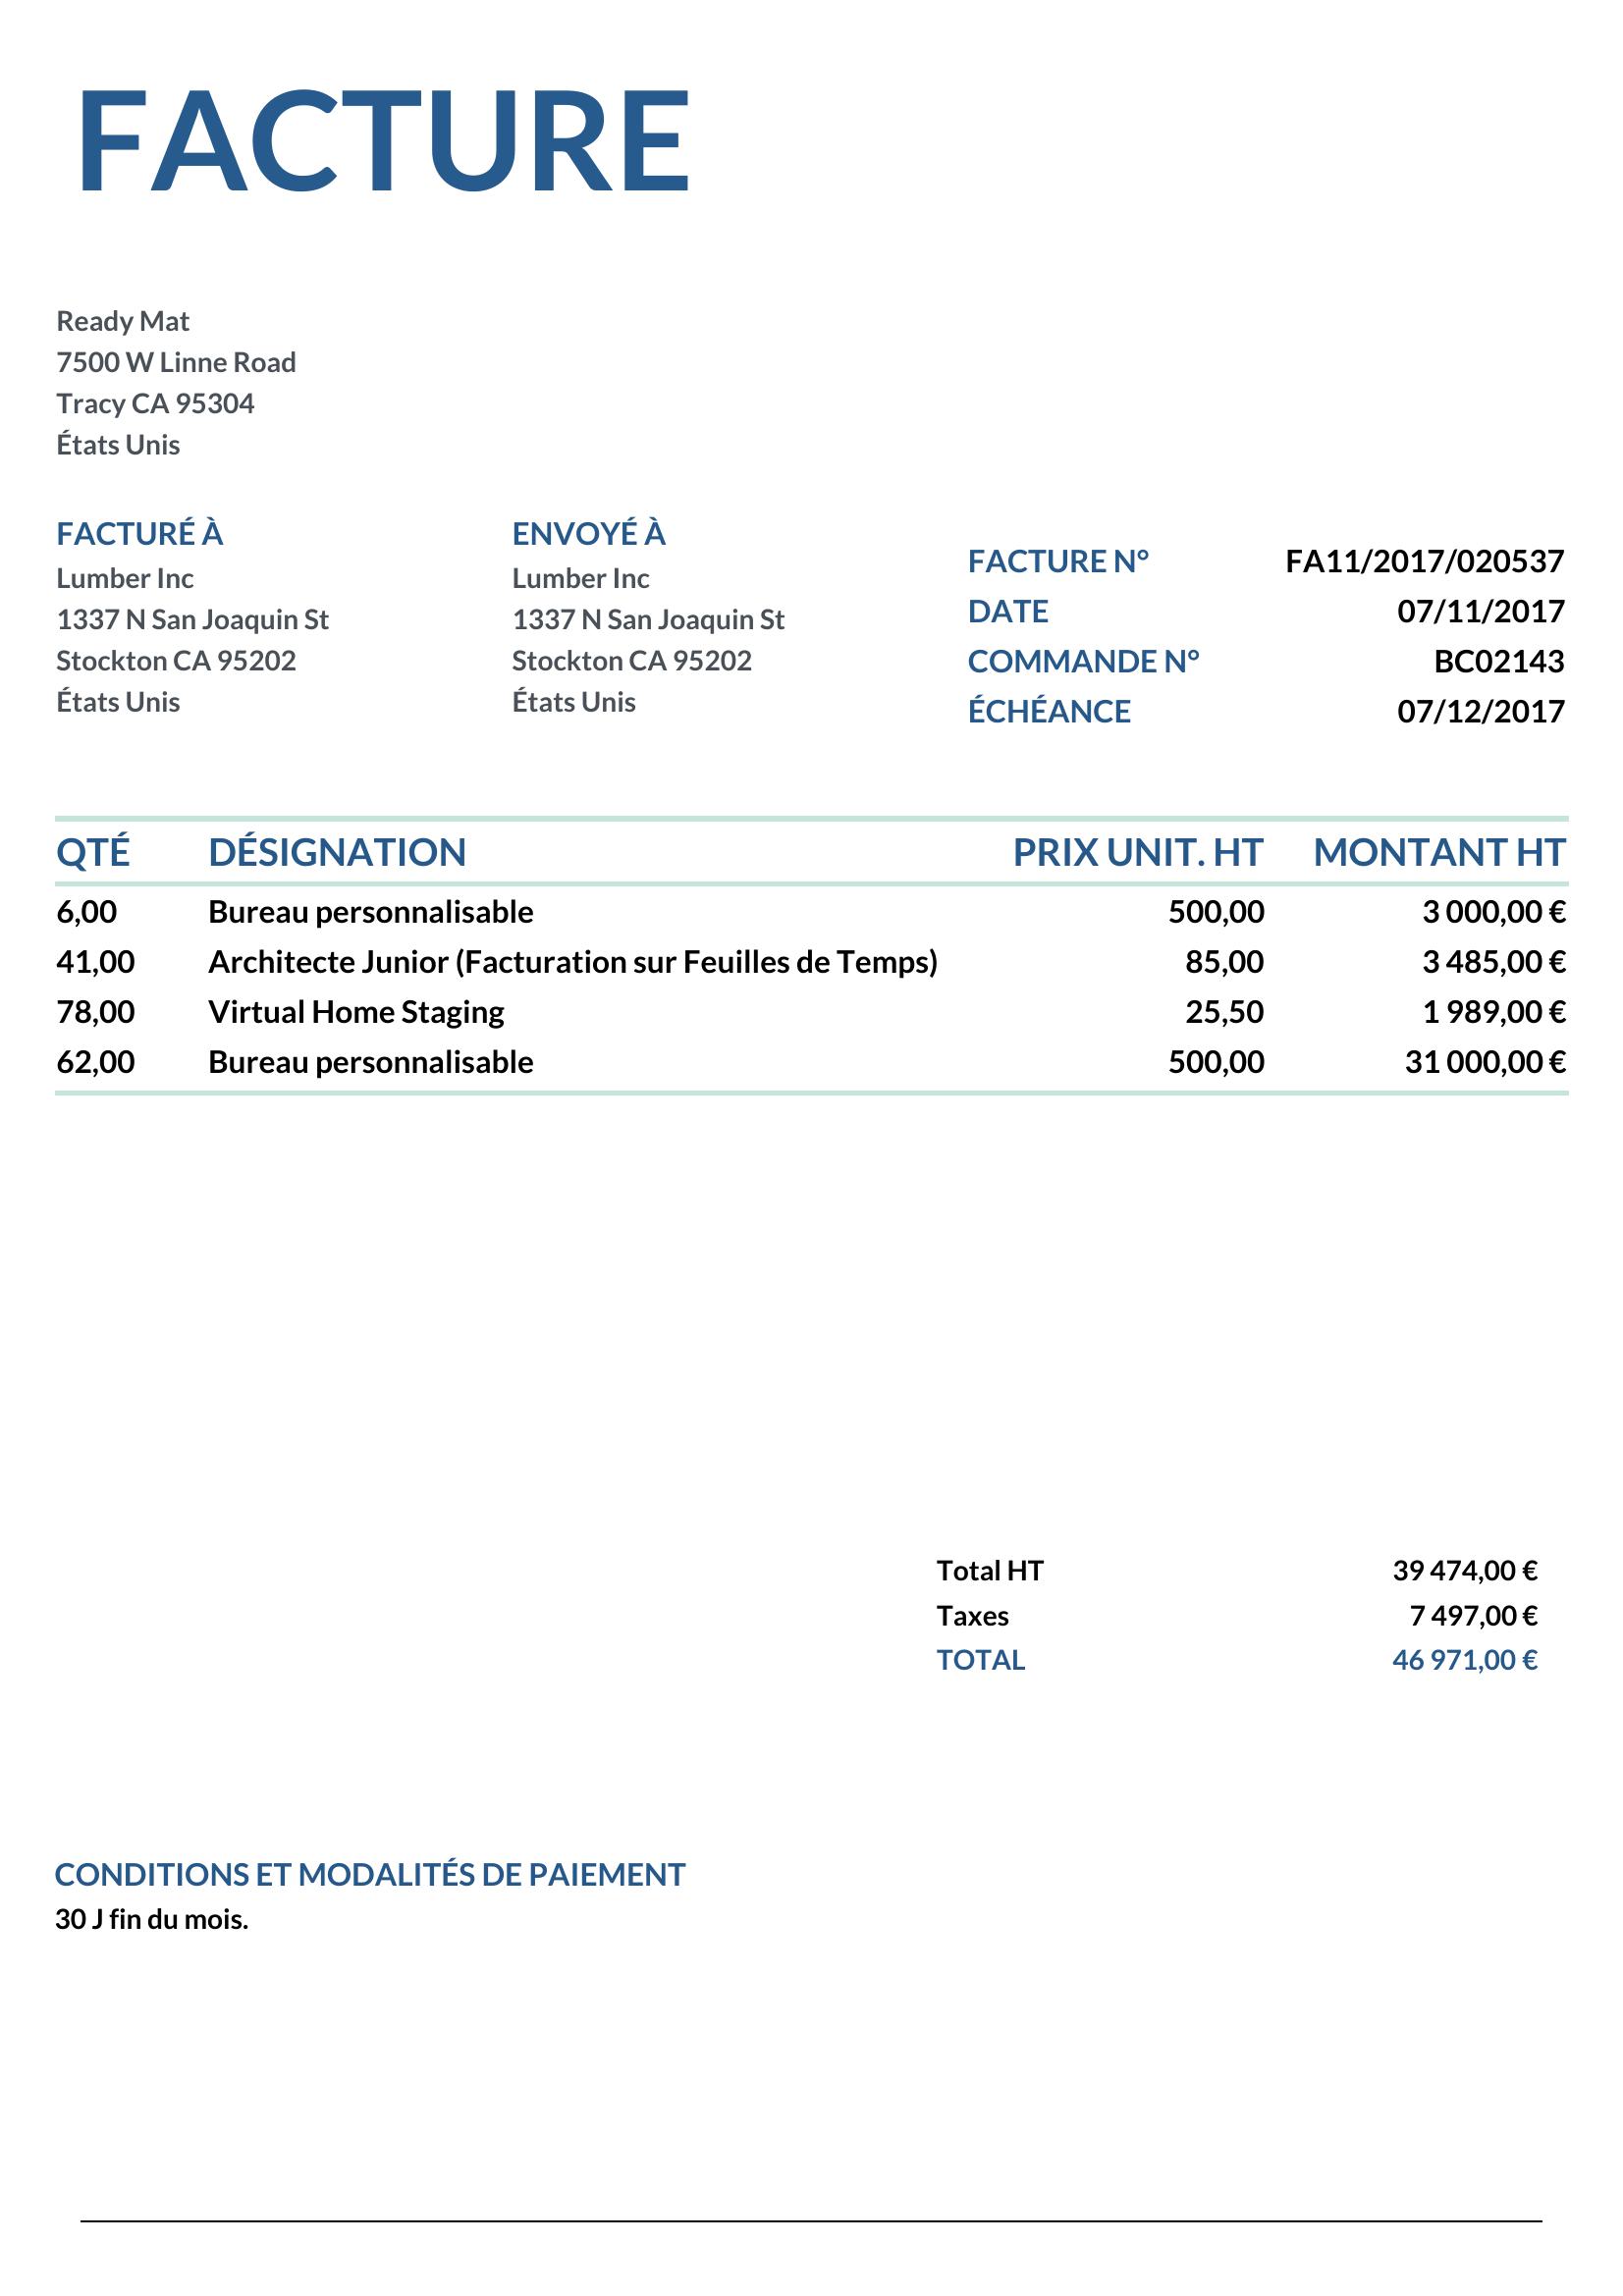 FACTURE
Ready Mat
7500 W Linne Road
Tracy CA 95304
États Unis
FACTURÉ À
Lumber Inc
1337 N San Joaquin St
Stockton CA 95202
États Unis
ENVOYÉ À
Lumber Inc
1337 N San Joaquin St
Stockton CA 95202
États Unis
FACTURE N° FA11/2017/020537
DATE 07/11/2017
COMMANDE N° BC02143
ÉCHÉANCE 07/12/2017
QTÉ DÉSIGNATION PRIX UNIT. HT MONTANT HT
6,00 Bureau personnalisable 500,00 3 000,00 €
41,00 Architecte Junior (Facturation sur Feuilles de Temps) 85,00 3 485,00 €
78,00 Virtual Home Staging 25,50 1 989,00 €
62,00 Bureau personnalisable 500,00 31 000,00 €
Total HT 39 474,00 €
Taxes 7 497,00 €
TOTAL 46 971,00 €
CONDITIONS ET MODALITÉS DE PAIEMENT
30 J fin du mois.